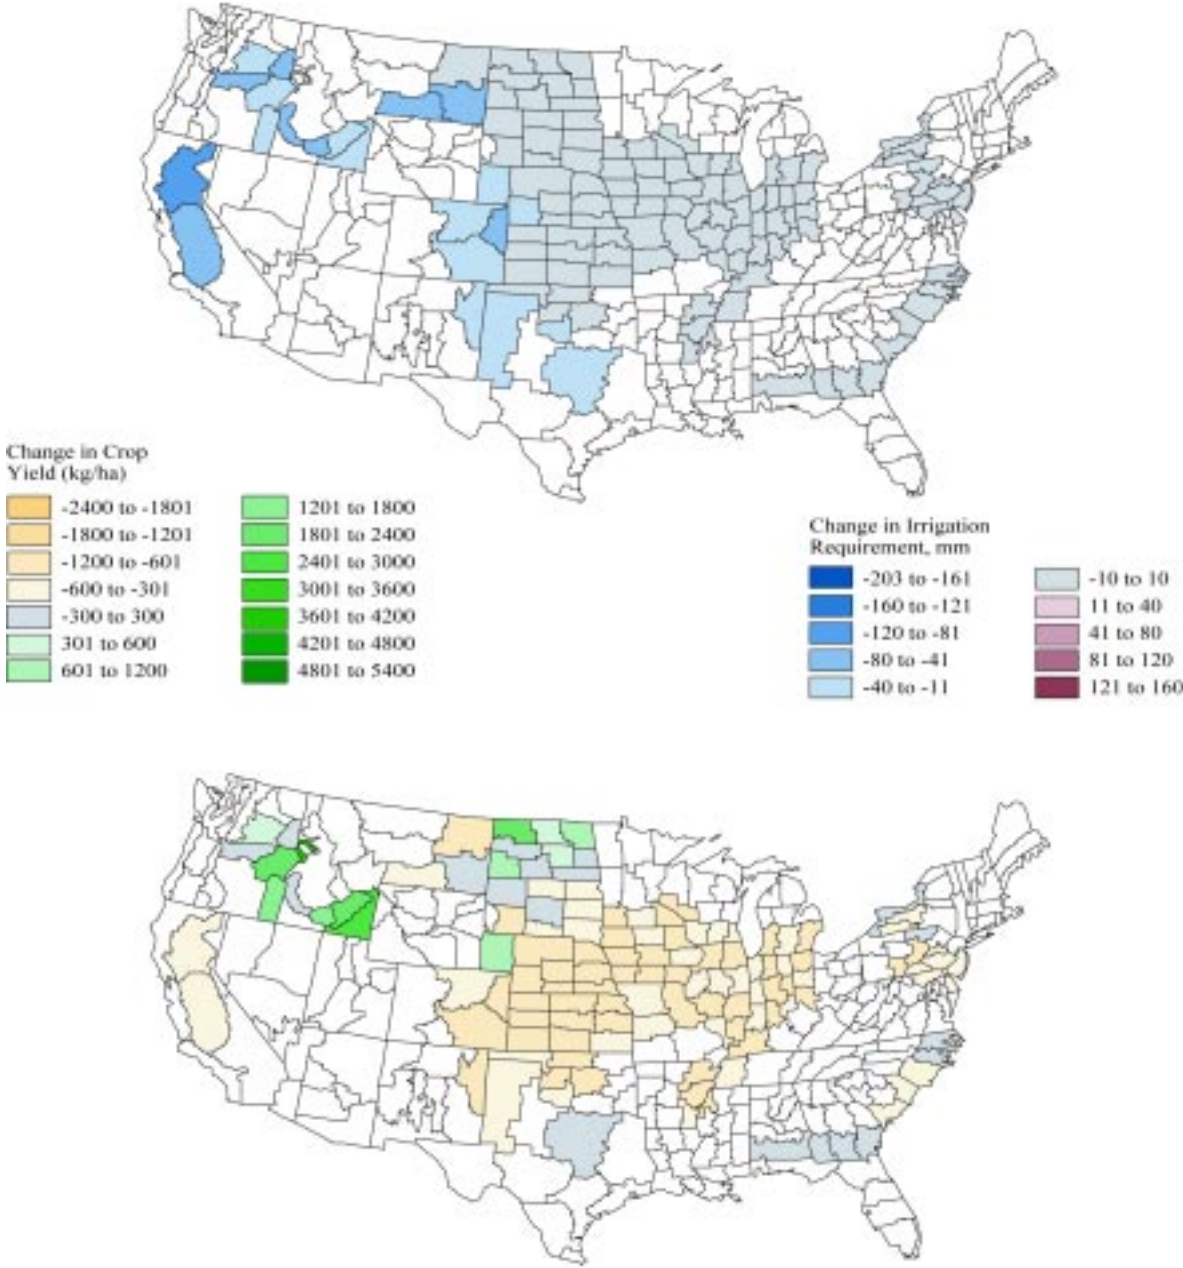 Change in Crop
Yield (kg/ha)
-2400 to -1801
-1800 to -1201
-1200 to -601
-600 to -301
-300 to 300
301 to 600
601 to 1200
1201 to 1800
1801 to 2400
2401 to 3000
3001 to 3600
3601 to 4200
4201 to 4800
4801 to 5400
Change in Irrigation
Requirement, mm
-203 to -161
-160 to -121
-120 to -81
-80 to -41
-40 to -11
-10 to 10
11 to 40
41 to 80
81 to 120
121 to 160